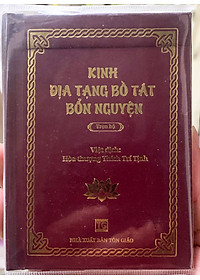 KINH
ĐỊA TẠNG BỒ TÁT
BỔN NGUYỆN
Trọn bộ
Việt dịch:
Hòa thượng Thích Trí Tịnh
NHÀ XUẤT BẢN TÔN GIÁO